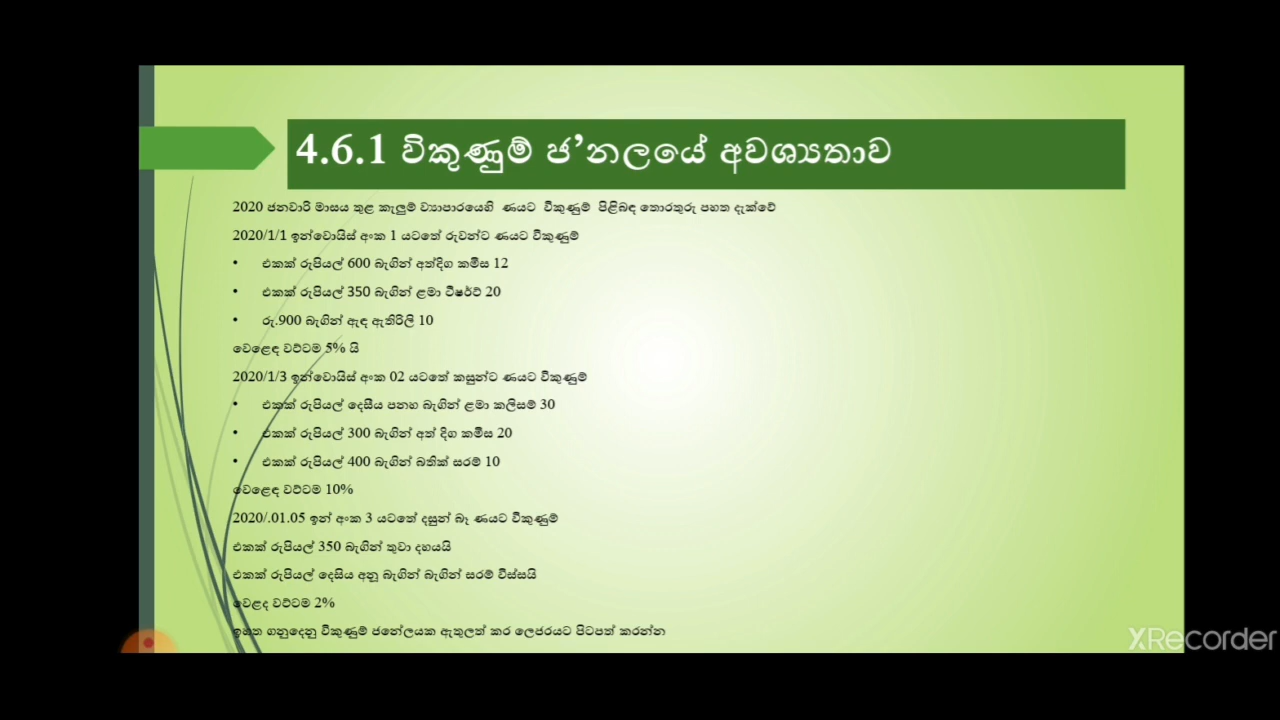 4.6.1 විකුණුම් ජ’නලයේ අවශ්‍යතාව
2020 ජනවාරි මාසය තුළ කැලුම් ව්‍යාපාරයෙහි ණයට විකුණුම් පිළිබඳ තොරතුරු පහත දැක්වේ
2020/1/1 ඉන්වොයිස් අංක 1 යටතේ රුවන්ට ණයට විකුණුම්
• එකක් රුපියල් 600 බැගින් අත්දිග කමිස 12
• එකක් රුපියල් 350 බැගින් ළමා ටීෂර්ට් 20
• රු.900 බැගින් ඇඳ ඇතිරිලි 10
වෙළෙඳ වට්ටම 5% යි
2020/1/3 ඉන්වොයිස් අංක 02 යටතේ කසුන්ට ණයට විකුණුම්
• එකක් රුපියල් දෙසීය පනහ බැගින් ළමා කලිසම් 30
• එකක් රුපියල් 300 බැගින් අත් දිග කමිස 20
• එකක් රුපියල් 400 බැගින් බතික් සරම් 10
වෙළෙඳ වට්ටම 10%
2020/.01.05 ඉන් අංක 3 යටතේ දසුන් බෑ ණයට විකුණුම්
එකක් රුපියල් 350 බැගින් තුවා දහයයි
එකක් රුපියල් දෙසිය අනූ බැගින් බැගින් සරම් විස්සයි
වෙළද වට්ටම 2%
ඉහත ගනුදෙනු විකුණුම් ජනේලයක ඇතුලත් කර ලෙජරයට පිටපත් කරන්න
XRecorder